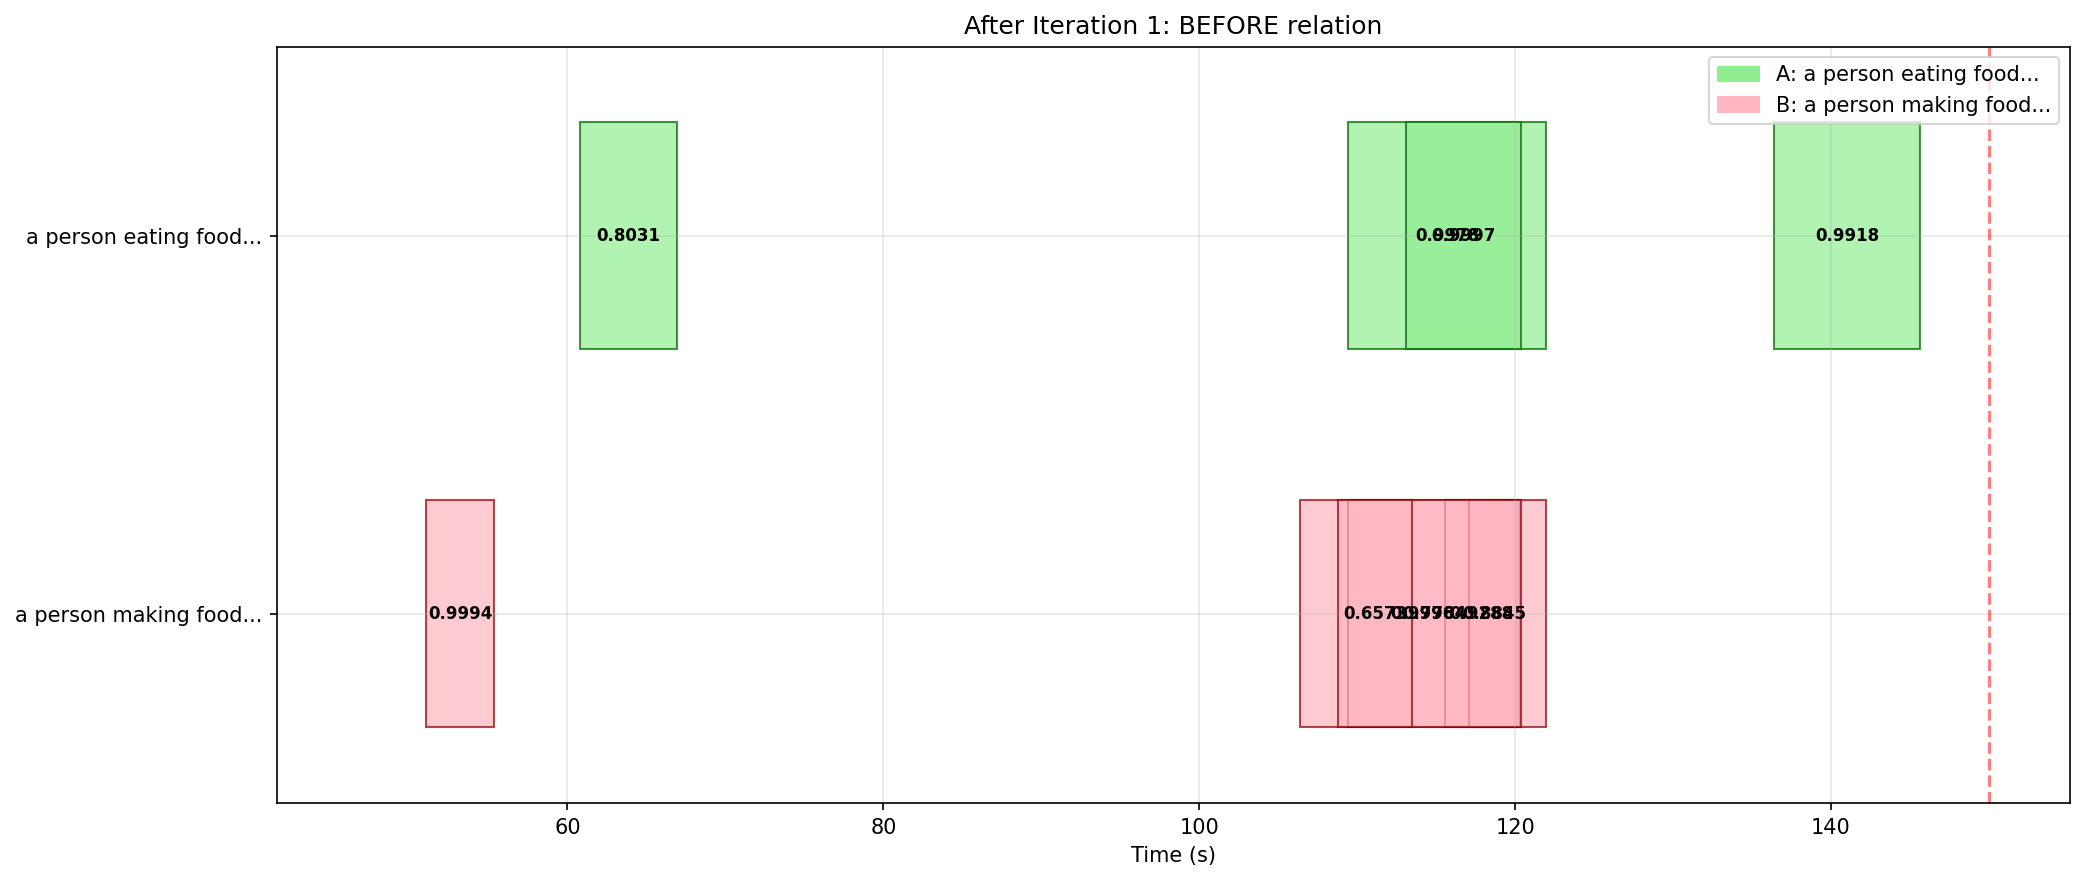 After Iteration 1: BEFORE relation
A: a person eating food...
B: a person making food...
a person eating food...
0.8031
0.9918
a person making food...
0.9994
60 80 100 120 140
Time (s)